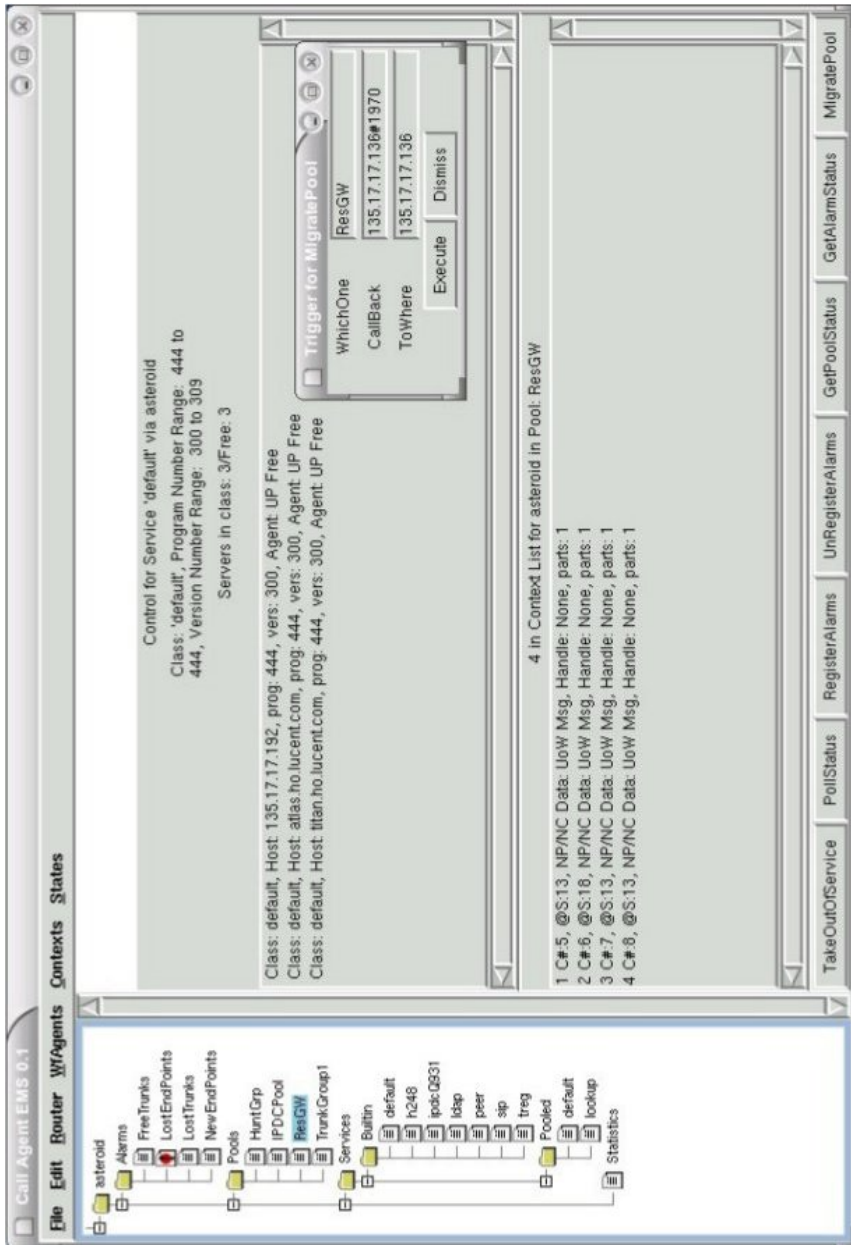 Call Agent EMS 0.1
File Edit Router WfAgents Contexts States
asteroid
Alarms
FreeTrunks
LostEndPoints
LostTrunks
NewEndPoints
Pools
HuntGrp
IPDCPool
ResGW
TrunkGroup1
Services
Builtin
default
h248
ipdcQ931
ldap
peer
sip
treg
Pooled
default
lookup
Statistics
Control for Service 'default' via asteroid
Class: 'default', Program Number Range: 444 to
444, Version Number Range: 300 to 309
Servers in class: 3/Free: 3
Class: default, Host: 135.17.17.192, prog: 444, vers: 300, Agent: UP Free
Class: default, Host: atlas.ho.lucent.com, prog: 444, vers: 300, Agent: UP Free
Class: default, Host: titan.ho.lucent.com, prog: 444, vers: 300, Agent: UP Free
Trigger for MigratePool
WhichOne ResGW
CallBack 135.17.17.136#1970
ToWhere 135.17.17.136
Execute Dismiss
4 in Context List for asteroid in Pool: ResGW
1 C#:5, @S:13, NP/NC Data: UoW Msg, Handle: None, parts: 1
2 C#:6, @S:18, NP/NC Data: UoW Msg, Handle: None, parts: 1
3 C#:7, @S:13, NP/NC Data: UoW Msg, Handle: None, parts: 1
4 C#:8, @S:13, NP/NC Data: UoW Msg, Handle: None, parts: 1
TakeOutOfService PollStatus RegisterAlarms UnRegisterAlarms GetPoolStatus GetAlarmStatus MigratePool